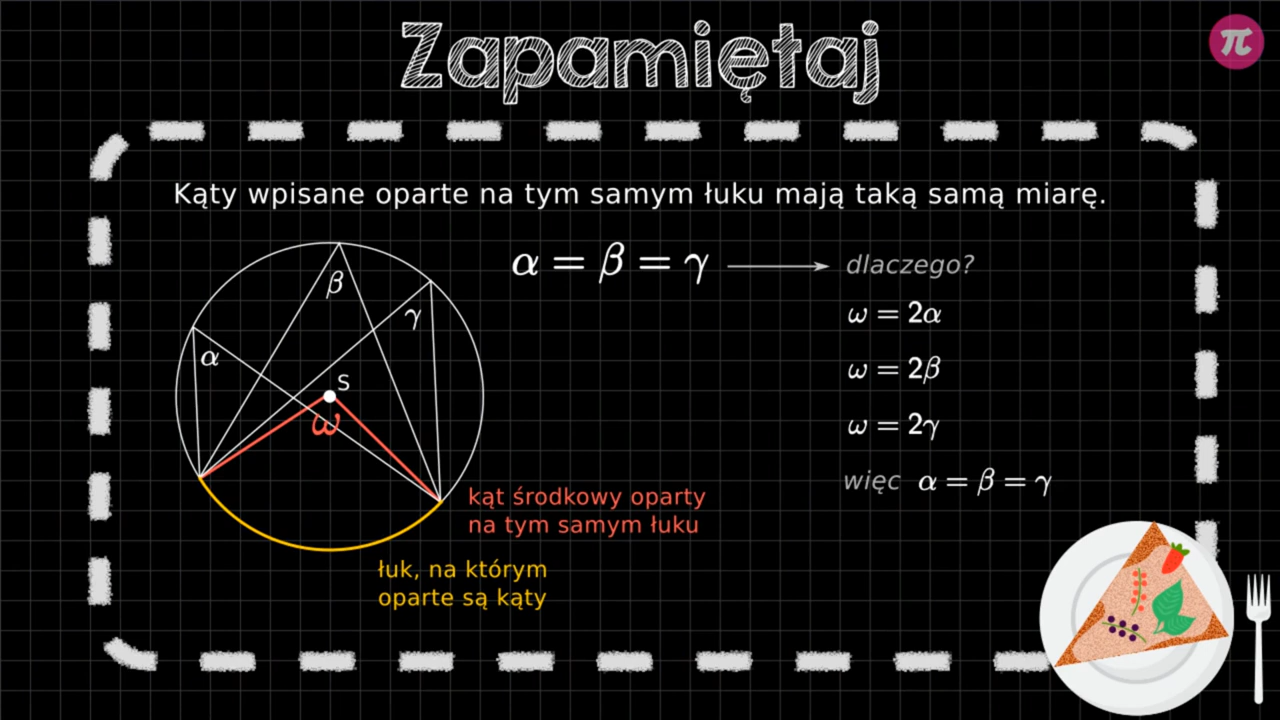 Zapamiętaj
π
Kąty wpisane oparte na tym samym łuku mają taką samą miarę.
α = β = γ
dlaczego?
ω = 2α
ω = 2β
ω = 2γ
więc α = β = γ
β
γ
α
S
ω
kąt środkowy oparty
na tym samym łuku
łuk, na którym
oparte są kąty